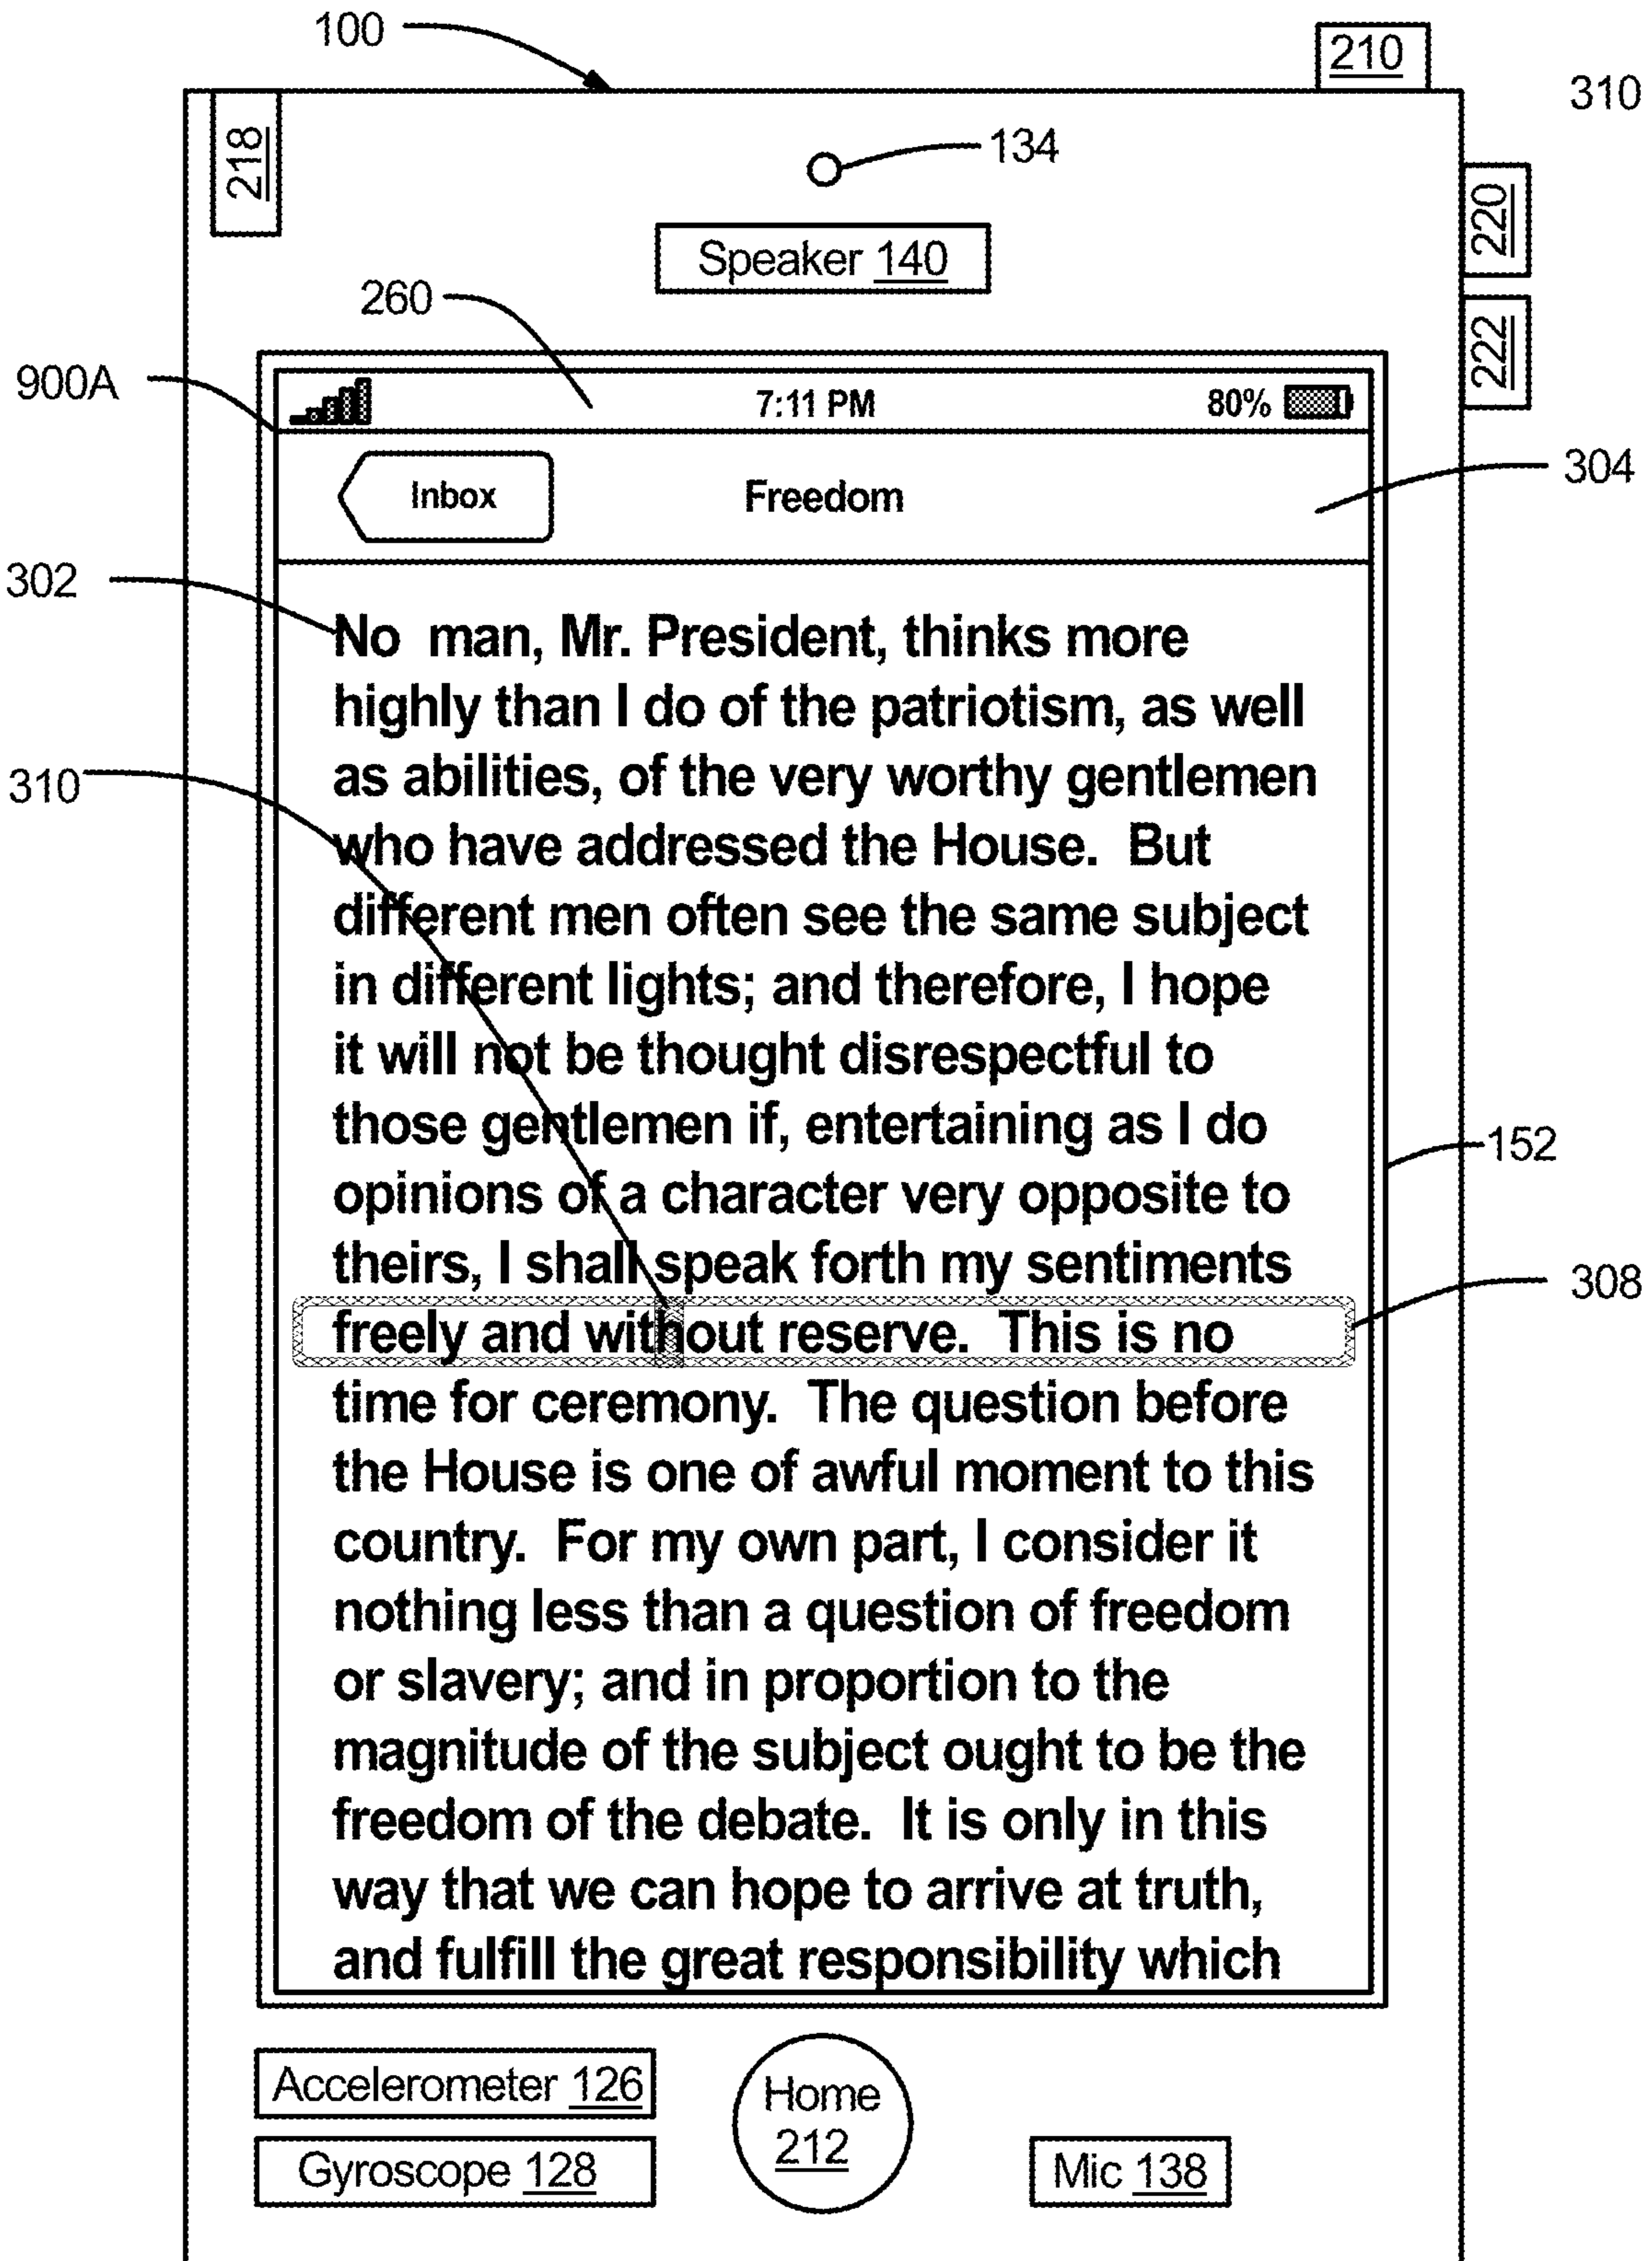 100
210
310
218
134
220
Speaker 140
260
222
900A
7:11 PM
80%
304
Inbox
Freedom
302
No man, Mr. President, thinks more
highly than I do of the patriotism, as well
310
as abilities, of the very worthy gentlemen
who have addressed the House. But
different men often see the same subject
in different lights; and therefore, I hope
it will not be thought disrespectful to
those gentlemen if, entertaining as I do
152
opinions of a character very opposite to
theirs, I shall speak forth my sentiments
308
freely and without reserve. This is no
time for ceremony. The question before
the House is one of awful moment to this
country. For my own part, I consider it
nothing less than a question of freedom
or slavery; and in proportion to the
magnitude of the subject ought to be the
freedom of the debate. It is only in this
way that we can hope to arrive at truth,
and fulfill the great responsibility which
Accelerometer 126
Home
212
Gyroscope 128
Mic 138